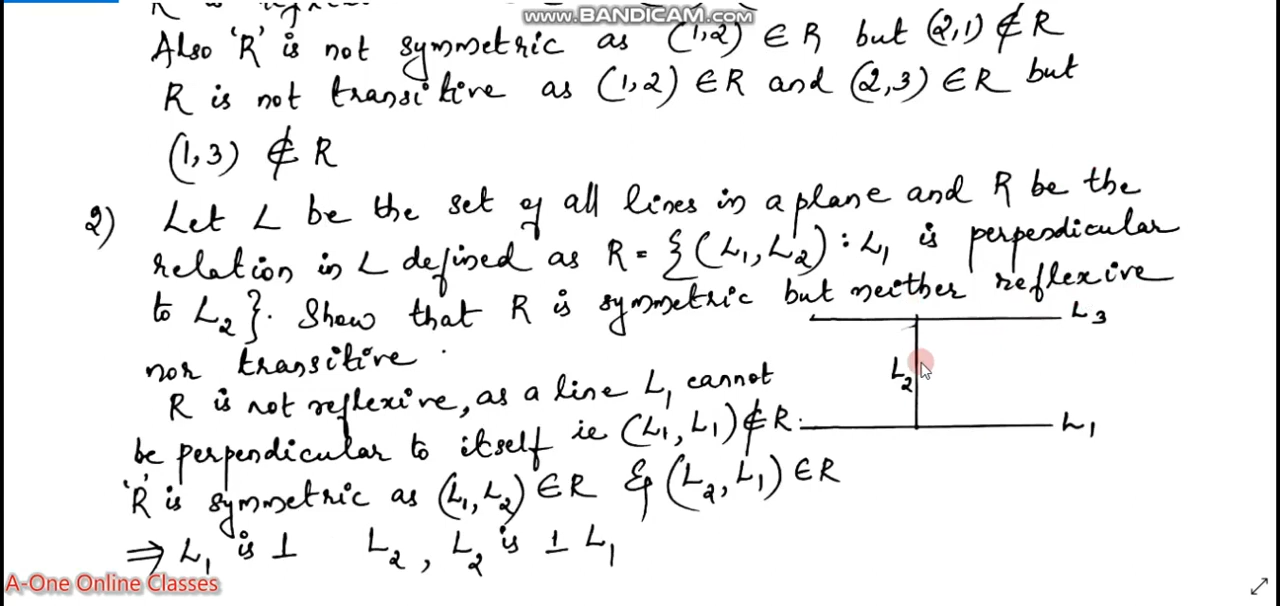 www.BANDICAM.com
R is
Also 'R' is not symmetric as (1,2) ∈ R but (2,1) ∉ R
R is not transitive as (1,2) ∈ R and (2,3) ∈ R but
(1,3) ∉ R
2) Let L be the set of all lines in a plane and R be the
relation in L defined as R = {(L₁, L₂) : L₁ is perpendicular
to L₂}. Show that R is symmetric but neither reflexive
nor transitive.
L₃
L₂
L₁
R is not reflexive, as a line L₁ cannot
be perpendicular to itself ie (L₁, L₁) ∉ R.
'R' is symmetric as (L₁, L₂) ∈ R & (L₂, L₁) ∈ R
⇒ L₁ is ⊥ L₂, L₂ is ⊥ L₁
A-One Online Classes